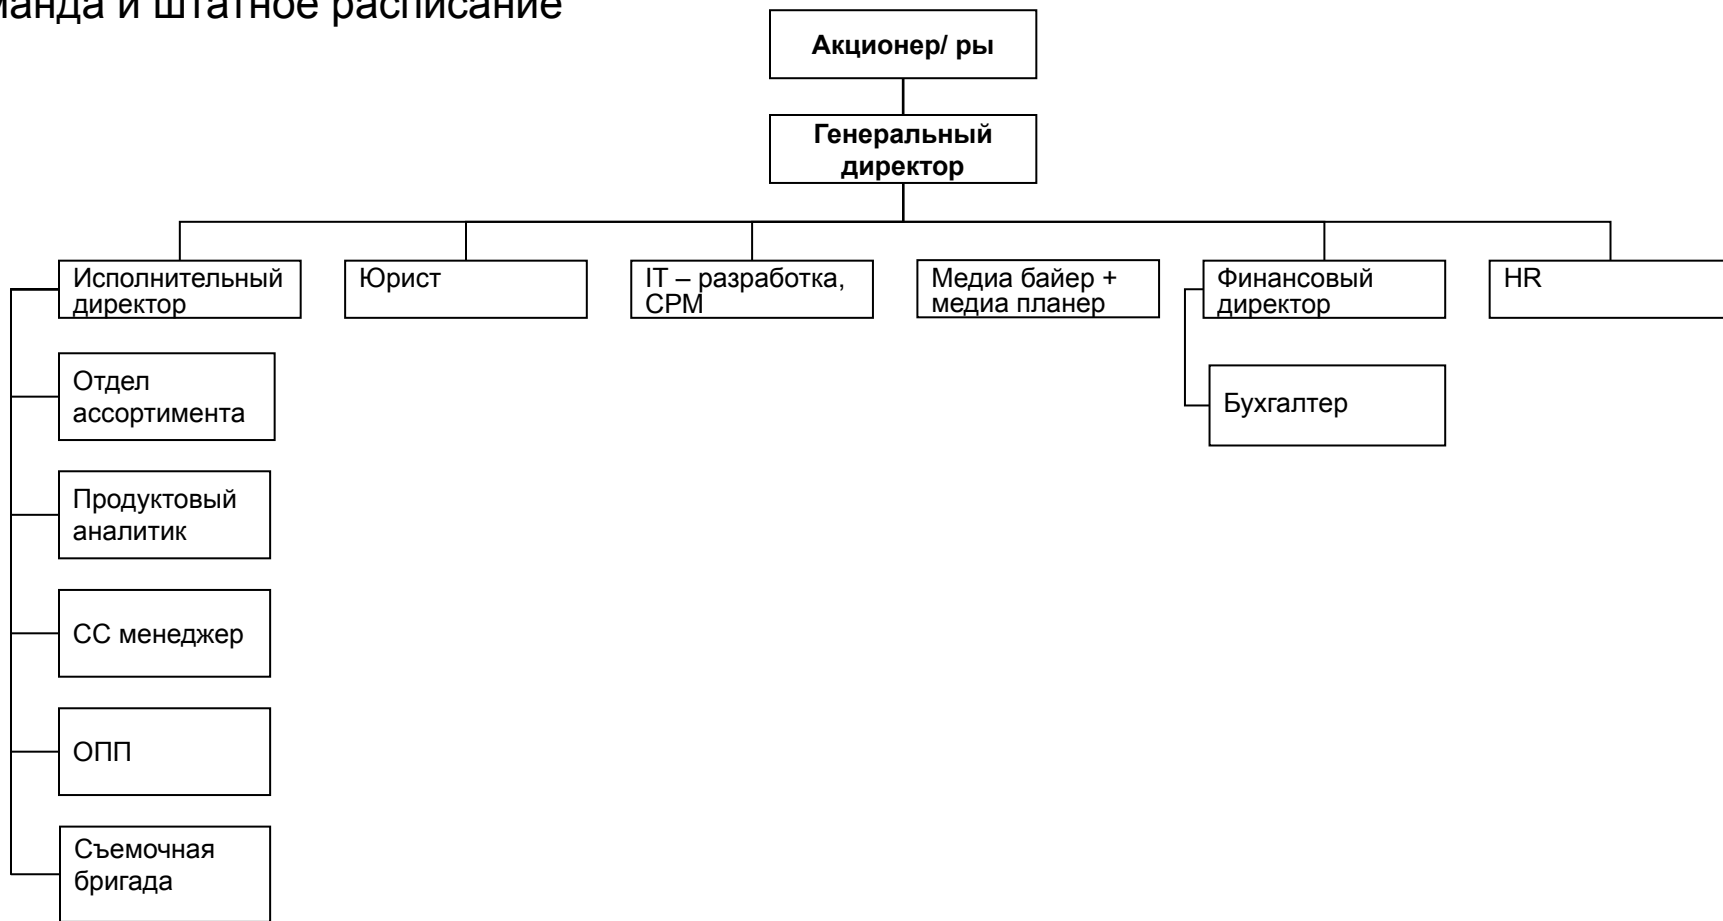 манда и штатное расписание
Акционер/ ры
Генеральный
директор
Исполнительный
директор
Юрист
IT – разработка,
СРМ
Медиа байер +
медиа планер
Финансовый
директор
HR
Отдел
ассортимента
Бухгалтер
Продуктовый
аналитик
СС менеджер
ОПП
Съемочная
бригада